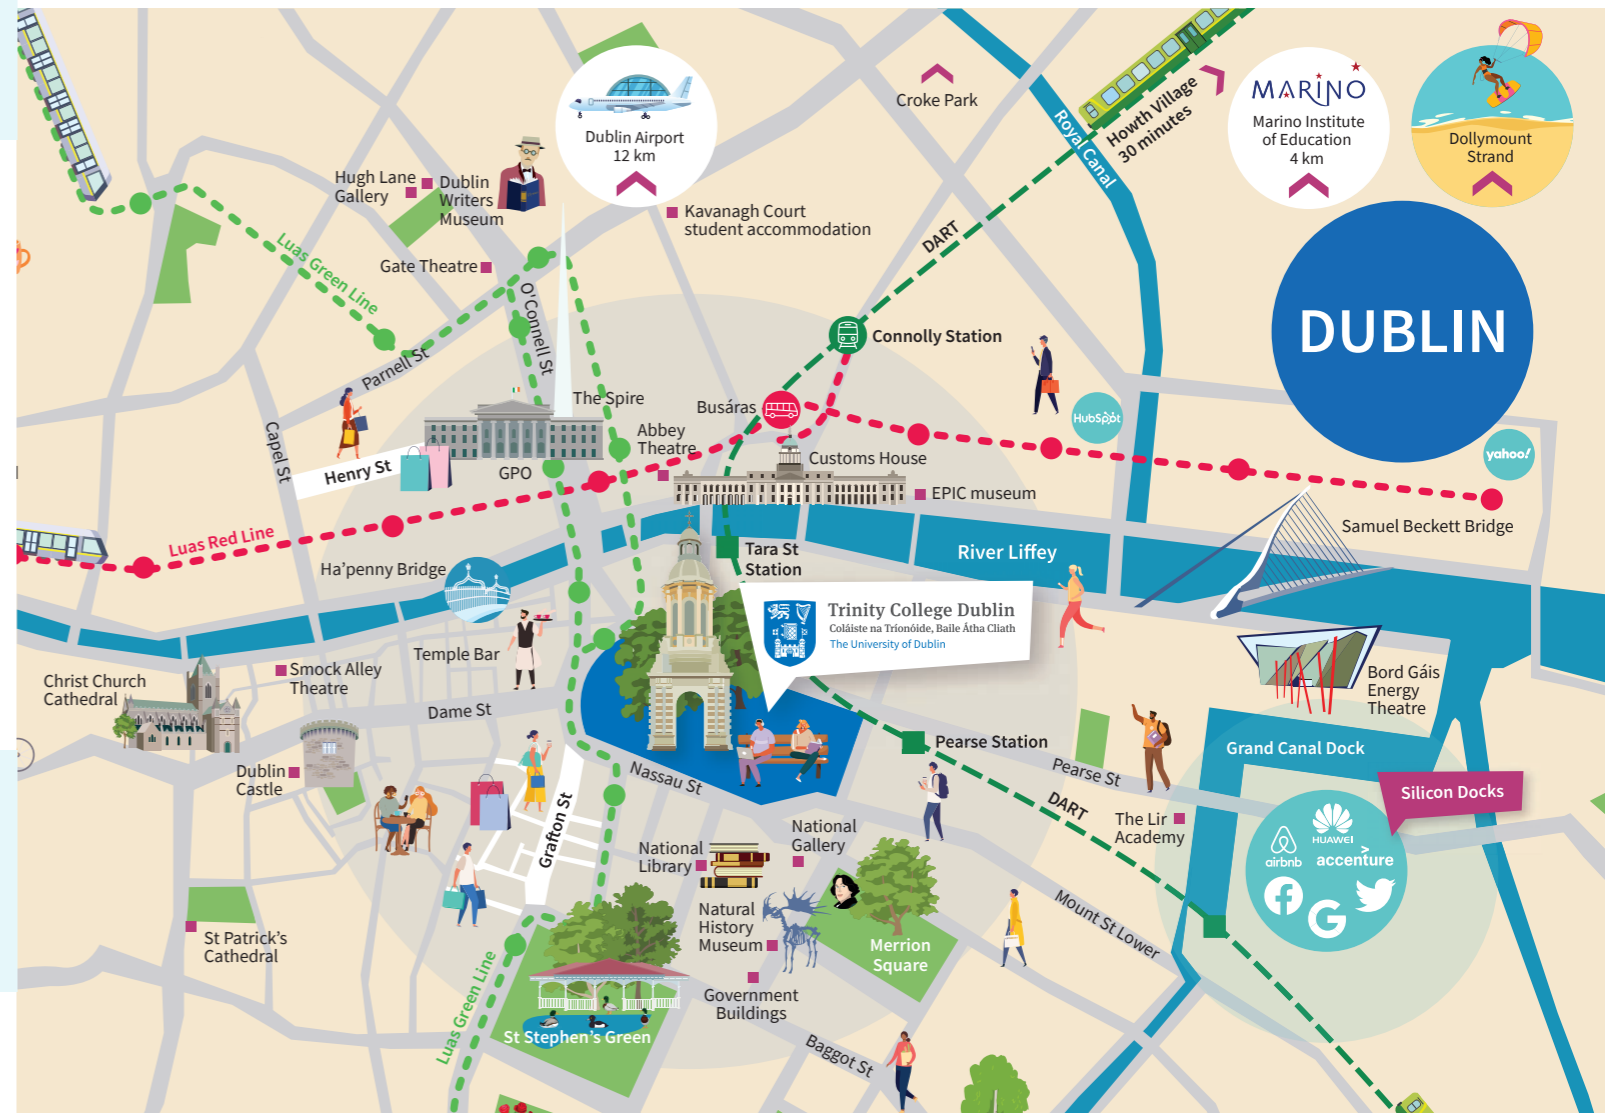 Dublin Airport
12 km
Croke Park
Royal Canal
Howth Village
30 minutes
MARINO
Marino Institute
of Education
4 km
Dollymount
Strand
DUBLIN
Hugh Lane
Gallery
Dublin
Writers
Museum
Kavanagh Court
student accommodation
Luas Green Line
Gate Theatre
DART
O'Connell St
Parnell St
Connolly Station
The Spire
Busáras
HubSpot
yahoo!
Capel St
Henry St
GPO
Abbey
Theatre
Customs House
EPIC museum
Samuel Beckett Bridge
Luas Red Line
Ha'penny Bridge
Tara St
Station
River Liffey
Trinity College Dublin
Coláiste na Tríonóide, Baile Átha Cliath
The University of Dublin
Temple Bar
Smock Alley
Theatre
Christ Church
Cathedral
Dame St
Bord Gáis
Energy
Theatre
Dublin
Castle
Nassau St
Pearse Station
Pearse St
Grand Canal Dock
Silicon Docks
DART
The Lir
Academy
HUAWEI
airbnb
accenture
G
Grafton St
National
Library
National
Gallery
Natural
History
Museum
Merrion
Square
Mount St Lower
St Patrick's
Cathedral
Government
Buildings
Luas Green Line
St Stephen's Green
Baggot St